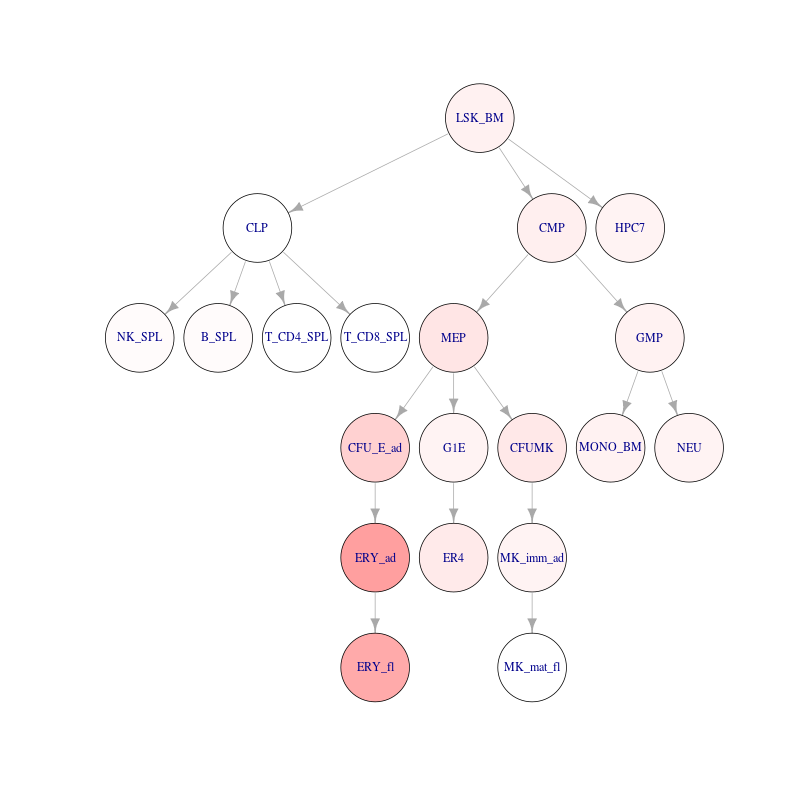 LSK_BM
CLP
CMP
HPC7
NK_SPL
B_SPL
T_CD4_SPL
T_CD8_SPL
MEP
GMP
CFU_E_ad
G1E
CFUMK
MONO_BM
NEU
ERY_ad
ER4
MK_imm_ad
ERY_fl
MK_mat_fl